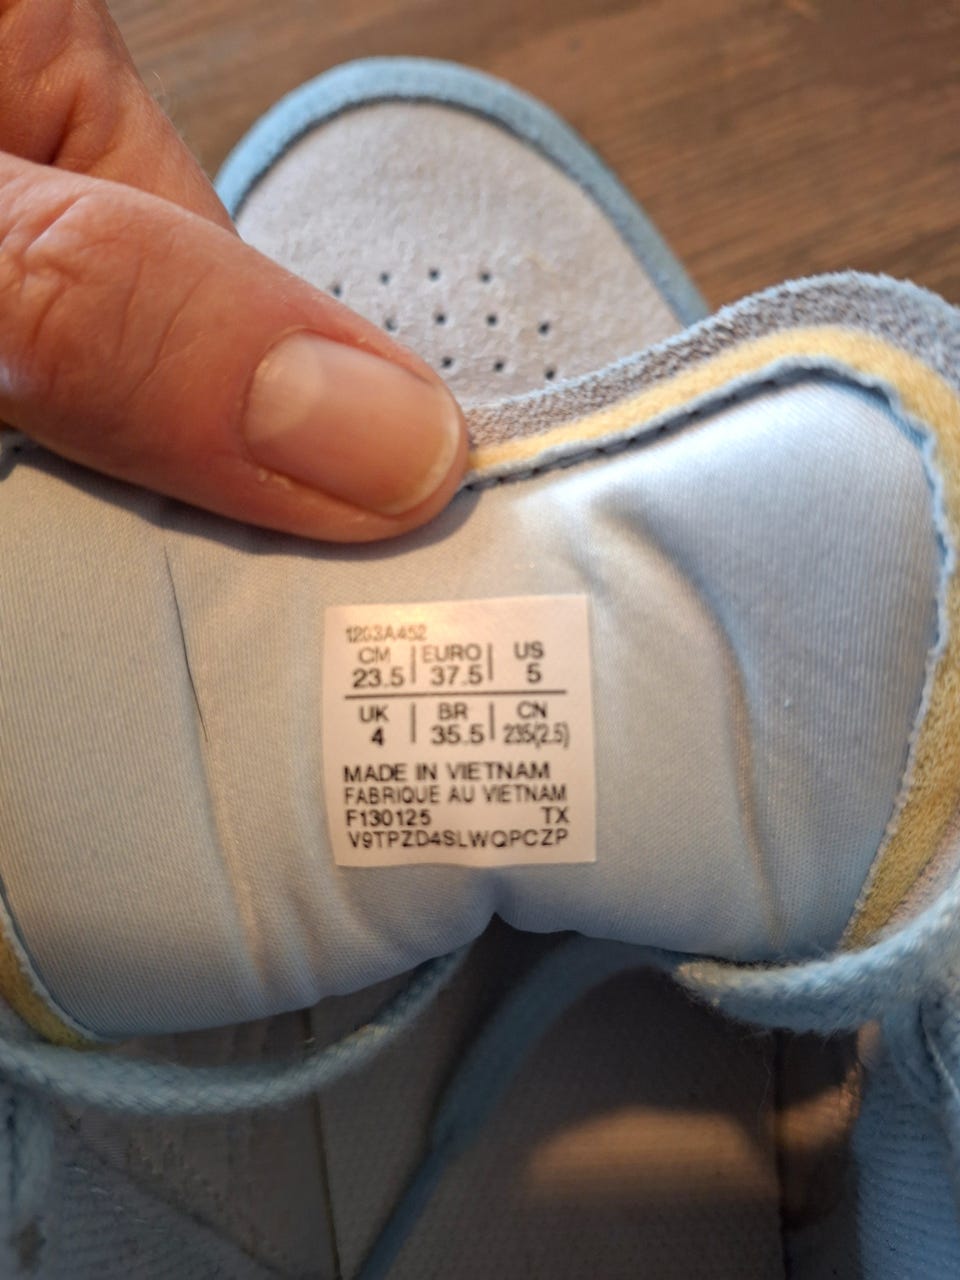 1203A452
CM | EURO | US
23.5 | 37.5 | 5
UK | BR | CN
4 | 35.5 | 235(2.5)
MADE IN VIETNAM
FABRIQUE AU VIETNAM
F130125 TX
V9TPZD4SLWQPCZP